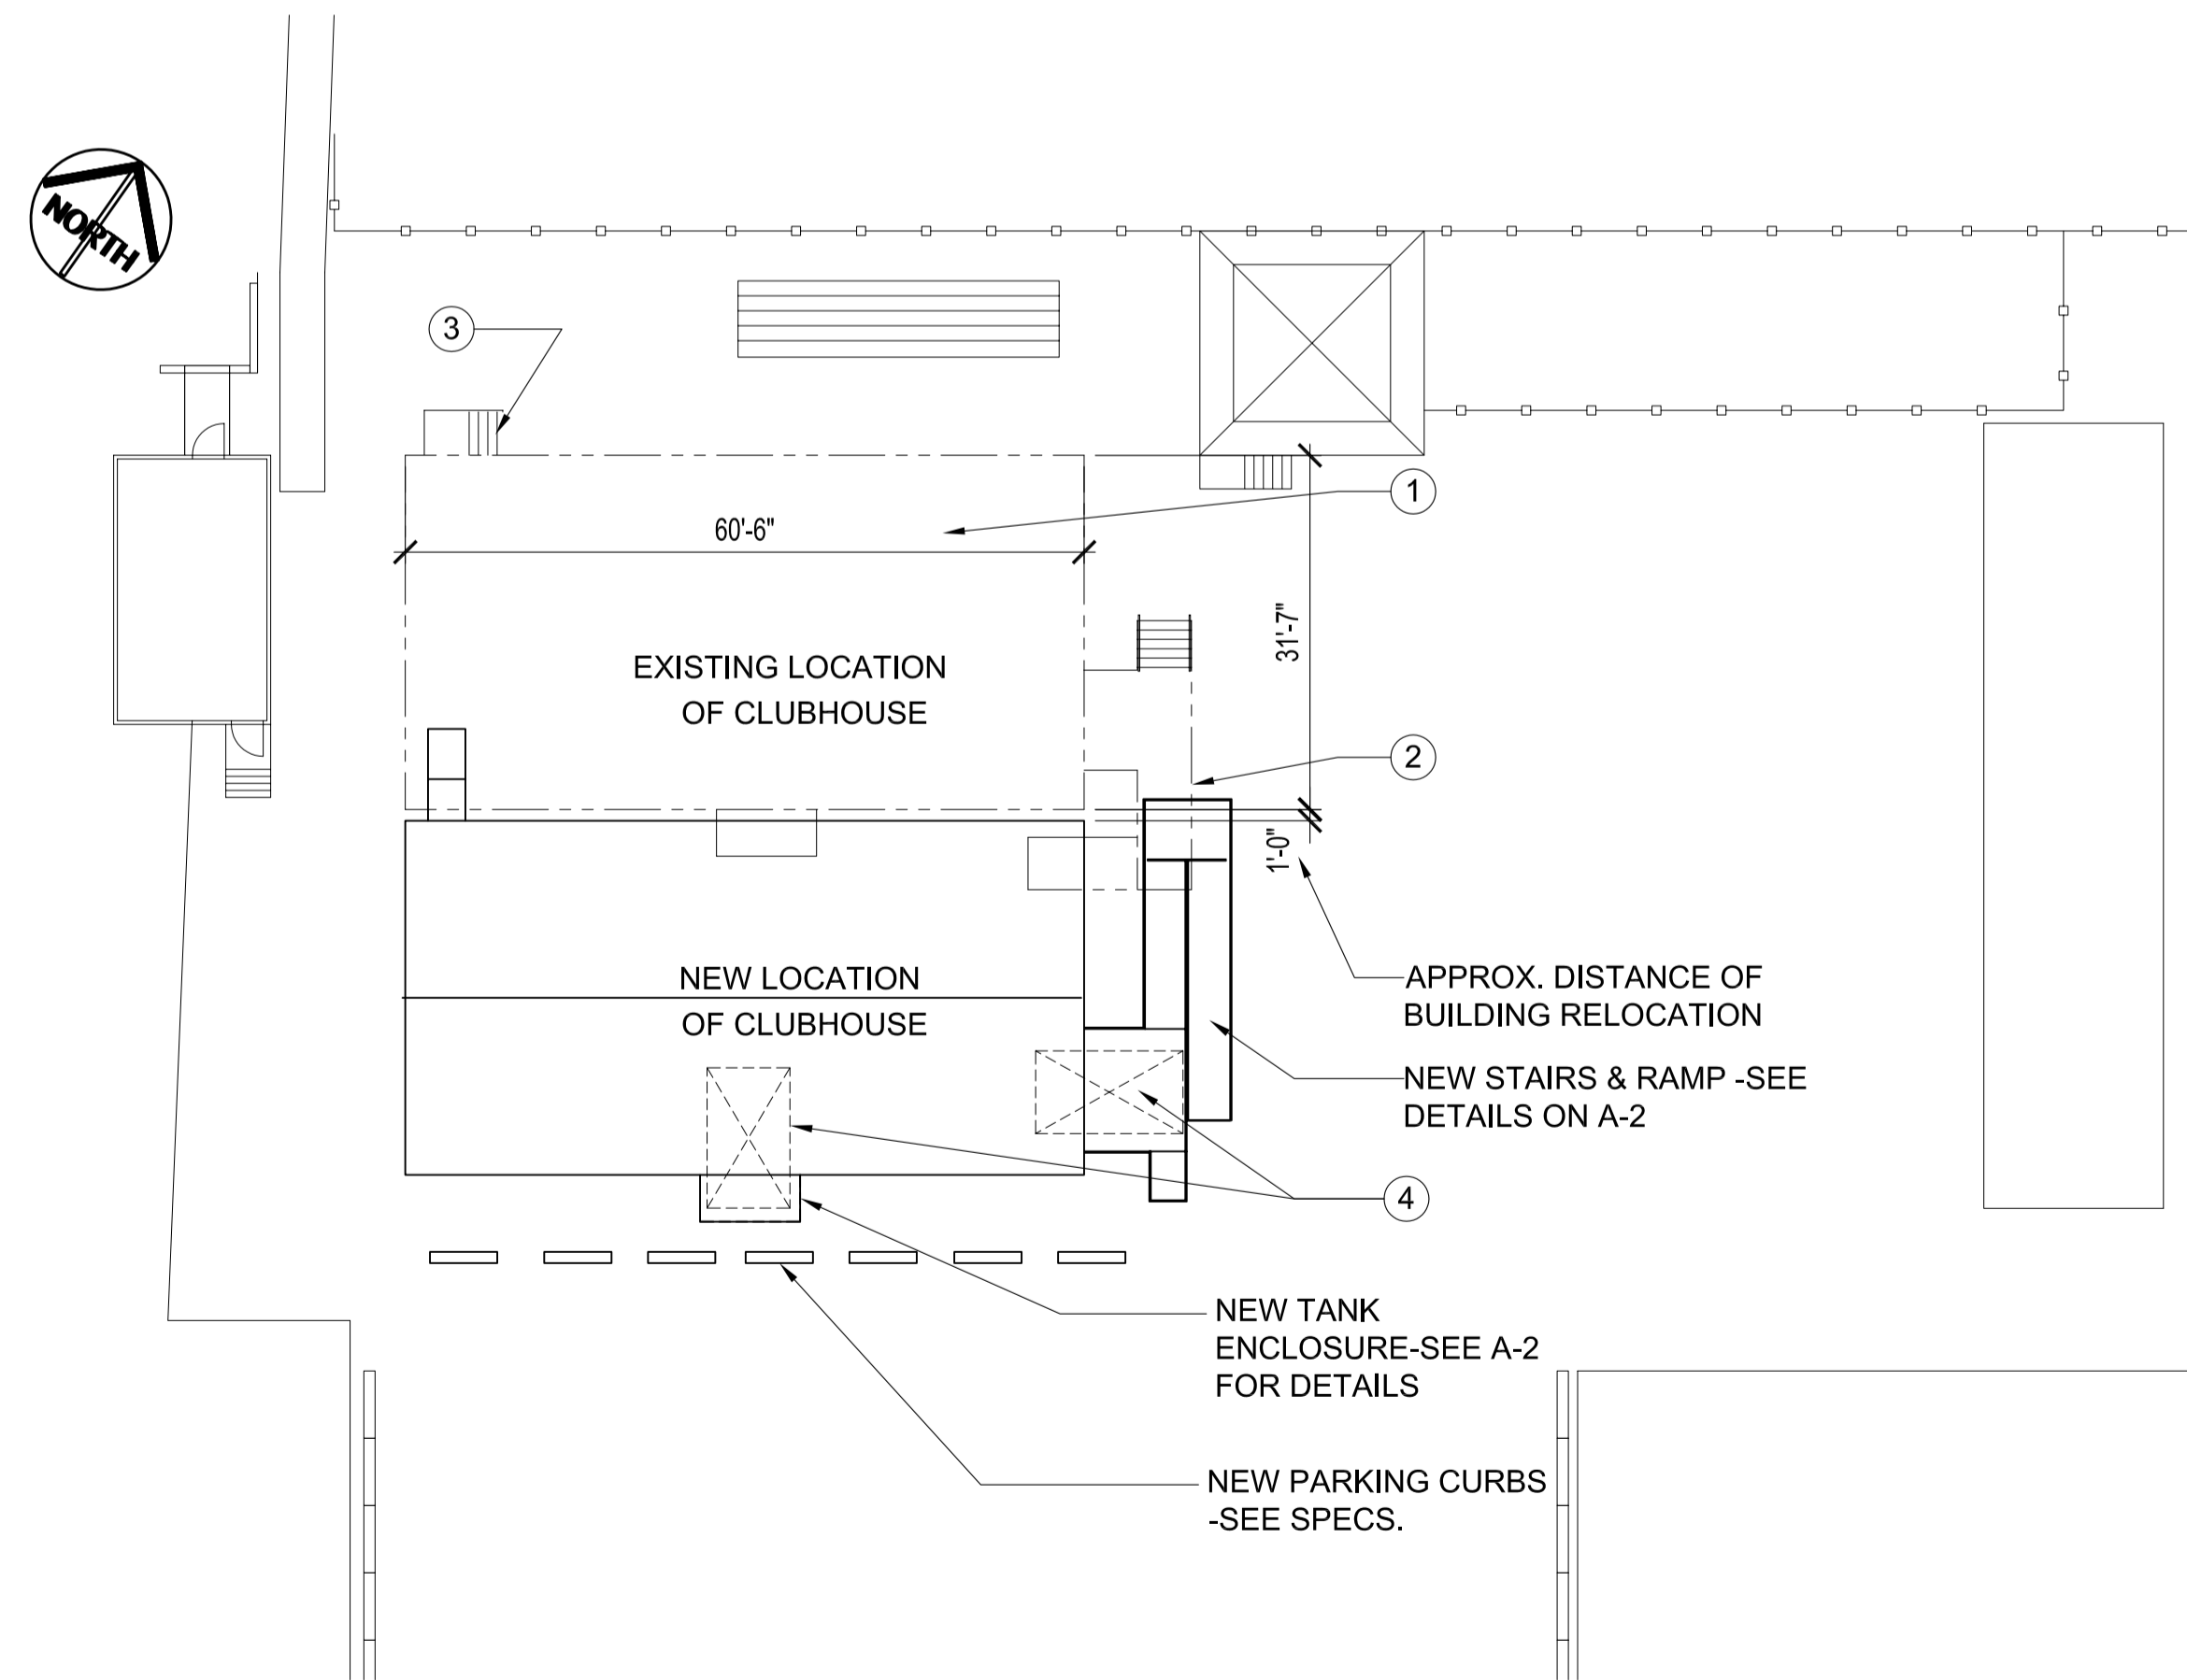 NORTH
3
1
60'-6"
31'-7"
EXISTING LOCATION
OF CLUBHOUSE
2
1'-0"
NEW LOCATION
OF CLUBHOUSE
APPROX. DISTANCE OF
BUILDING RELOCATION
NEW STAIRS & RAMP -SEE
DETAILS ON A-2
4
NEW TANK
ENCLOSURE-SEE A-2
FOR DETAILS
NEW PARKING CURBS
-SEE SPECS.